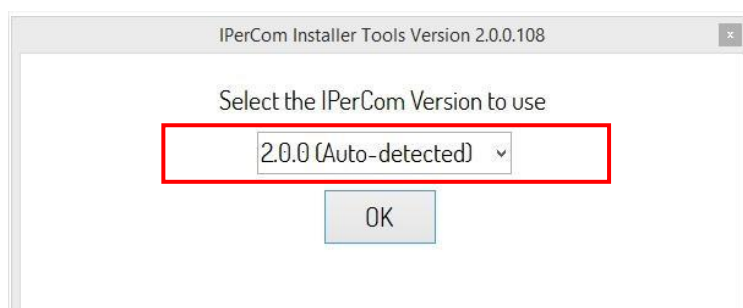 IPerCom Installer Tools Version 2.0.0.108
x
Select the IPerCom Version to use
2.0.0 (Auto-detected)
OK